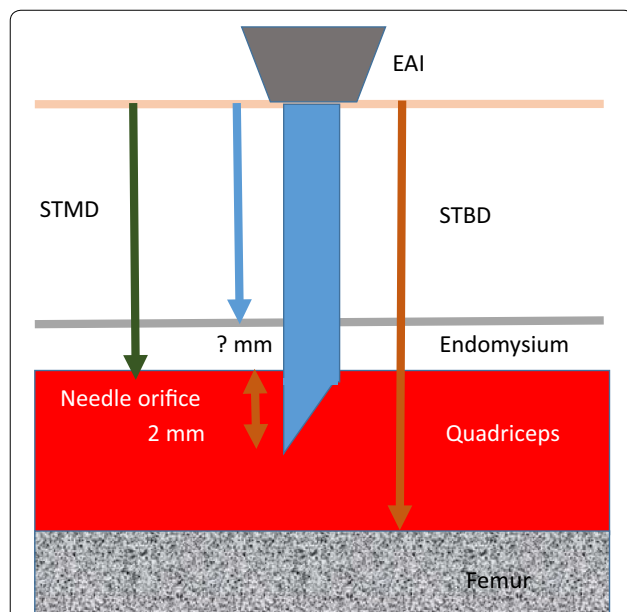 EAI
STMD
STBD
? mm
Endomysium
Needle orifice
2 mm
Quadriceps
Femur